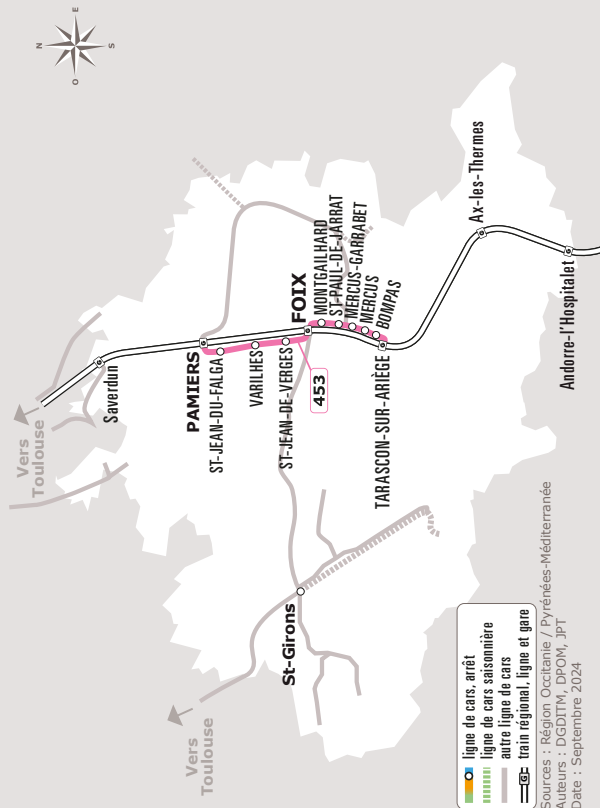 N
E
S
O
Vers
Toulouse
Saverdun
PAMIERS
ST-JEAN-DU-FALGA
VARILHES
ST-JEAN-DE-VERGES
FOIX
453
MONTGAILHARD
ST-PAUL-DE-JARRAT
MERCUS-GARRABET
MERCUS
BOMPAS
TARASCON-SUR-ARIÈGE
Ax-les-Thermes
Andorre-l'Hospitalet
St-Girons
Vers
Toulouse
ligne de cars, arrêt
ligne de cars saisonnière
autre ligne de cars
G train régional, ligne et gare
Sources : Région Occitanie / Pyrénées-Méditerranée
Auteurs : DGDITM, DPOM, JPT
Date : Septembre 2024